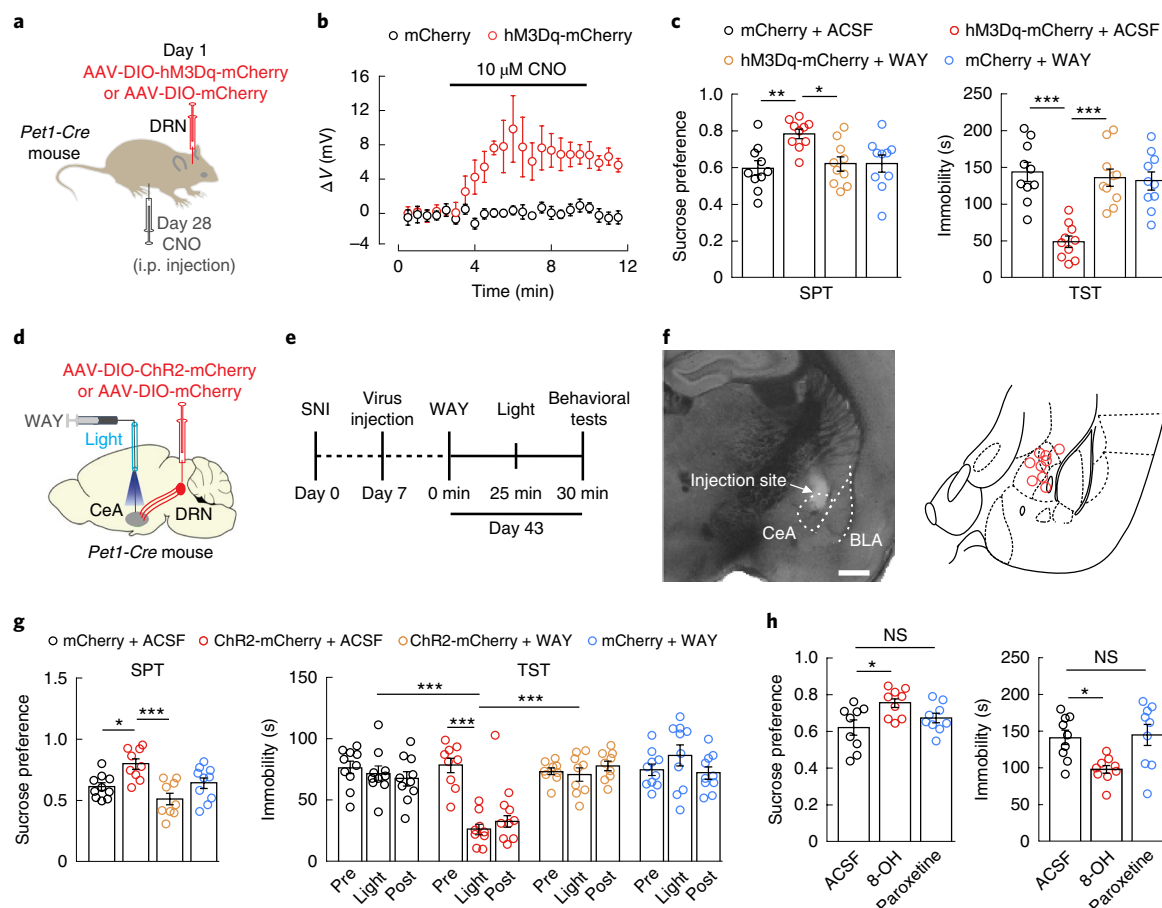 a
Day 1
AAV-DIO-hM3Dq-mCherry
or AAV-DIO-mCherry
DRN
Pet1-Cre
mouse
Day 28
CNO
(i.p. injection)
b
mCherry hM3Dq-mCherry
10 μM CNO
ΔV (mV)
16
12
8
4
0
−4
0 4 8 12
Time (min)
c
mCherry + ACSF hM3Dq-mCherry + ACSF
hM3Dq-mCherry + WAY mCherry + WAY
Sucrose preference
1.0
0.8
0.6
0.4
0.2
0
** *
SPT
Immobility (s)
250
200
150
100
50
0
*** ***
TST
d
AAV-DIO-ChR2-mCherry
or AAV-DIO-mCherry
WAY
Light
CeA
DRN
Pet1-Cre mouse
e
SNI
Virus
injection
WAY
Light
Behavioral
tests
Day 0 Day 7 0 min 25 min 30 min
Day 43
f
Injection site
CeA
BLA
g
mCherry + ACSF ChR2-mCherry + ACSF ChR2-mCherry + WAY mCherry + WAY
SPT
Sucrose preference
1.5
1.0
0.5
0
* ***
TST
Immobility (s)
150
100
50
0
*** ***
***
Pre Light Post Pre Light Post Pre Light Post Pre Light Post
h
Sucrose preference
1.0
0.8
0.6
0.4
0.2
0
NS
*
ACSF 8-OH Paroxetine
Immobility (s)
250
200
150
100
50
0
NS
*
ACSF 8-OH Paroxetine